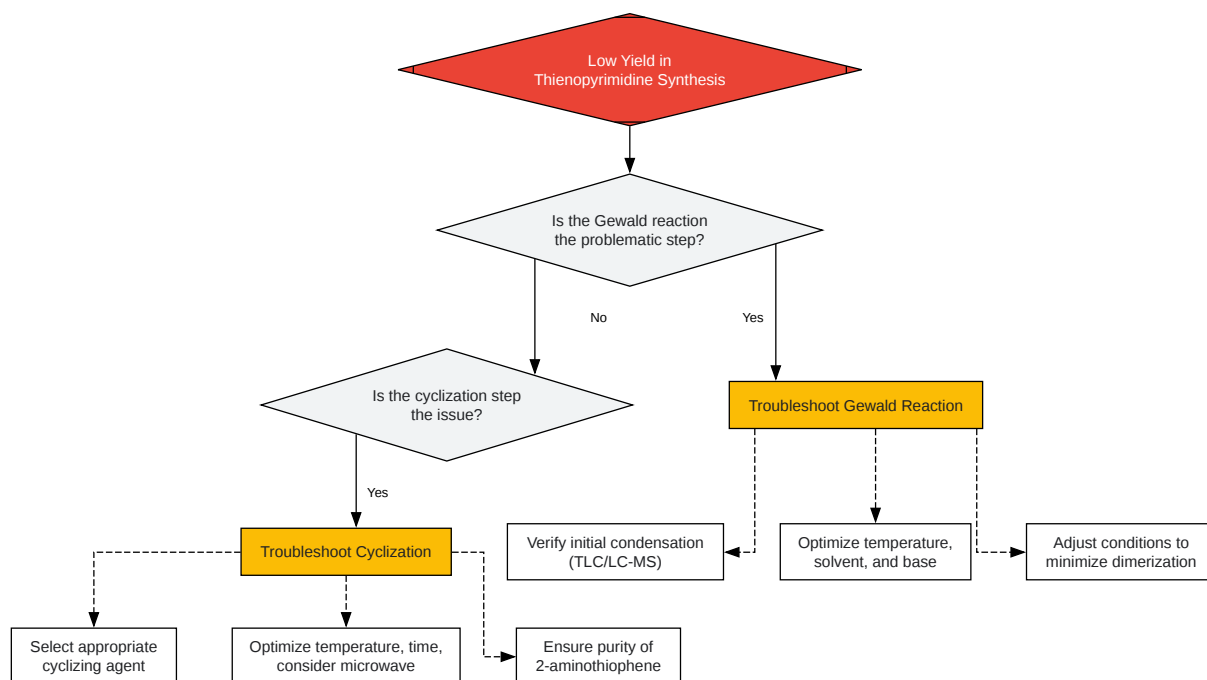 Low Yield in
Thienopyrimidine Synthesis
Is the Gewald reaction
the problematic step?
No
Yes
Is the cyclization step
the issue?
Troubleshoot Gewald Reaction
Yes
Troubleshoot Cyclization
Verify initial condensation
(TLC/LC-MS)
Optimize temperature,
solvent, and base
Adjust conditions to
minimize dimerization
Select appropriate
cyclizing agent
Optimize temperature, time,
consider microwave
Ensure purity of
2-aminothiophene